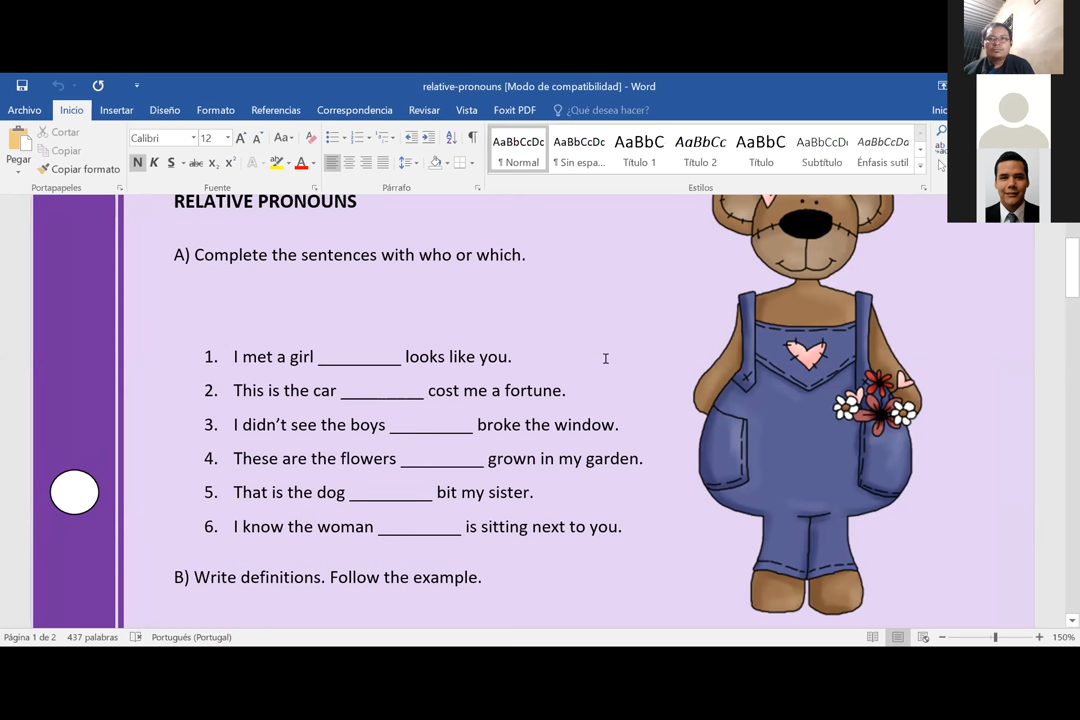 relative-pronouns [Modo de compatibilidad] - Word
Archivo Inicio Insertar Diseño Formato Referencias Correspondencia Revisar Vista Foxit PDF ¿Qué desea hacer?
Pegar
Cortar
Copiar
Copiar formato
Calibri 12
AaBbCcDc AaBbCcDc AaBbC AaBbCc AaBbC AaBbCcD AaBbCcDa
¶ Normal ¶ Sin espa... Título 1 Título 2 Título Subtítulo Énfasis sutil
Portapapeles Fuente Párrafo Estilos
RELATIVE PRONOUNS
A) Complete the sentences with who or which.
1. I met a girl _________ looks like you.
2. This is the car _________ cost me a fortune.
3. I didn't see the boys _________ broke the window.
4. These are the flowers _________ grown in my garden.
5. That is the dog _________ bit my sister.
6. I know the woman _________ is sitting next to you.
B) Write definitions. Follow the example.
Página 1 de 2 437 palabras Português (Portugal) 150%